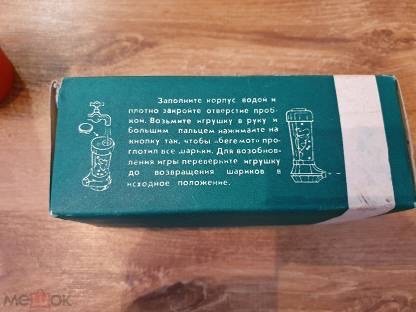 Заполните корпус водой и
плотно закройте отверстие проб-
кой. Возьмите игрушку в руку и
большим пальцем нажимайте на
кнопку так, чтобы «бегемот» про-
глотил все шарики. Для возобнов-
ления игры переверните игрушку
до возвращения шариков в
исходное положение.
МЕШОК